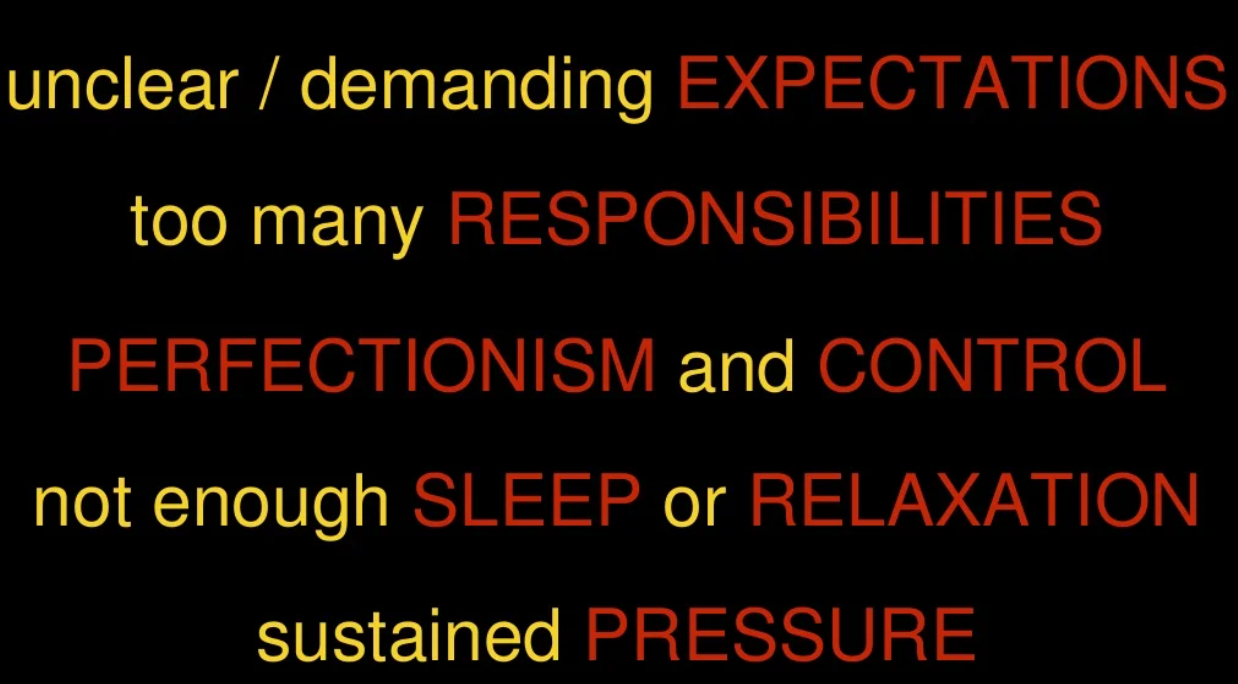 unclear / demanding EXPECTATIONS
too many RESPONSIBILITIES
PERFECTIONISM and CONTROL
not enough SLEEP or RELAXATION
sustained PRESSURE